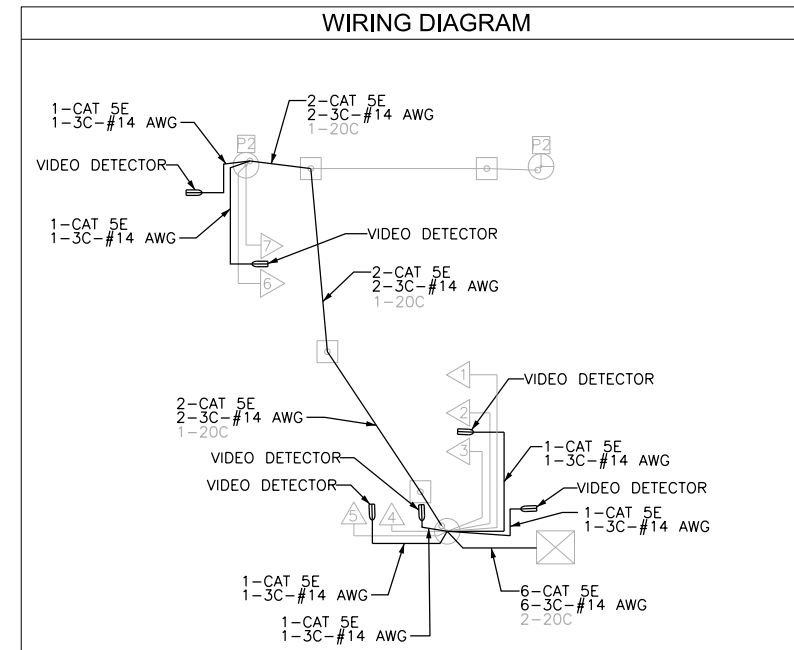 WIRING DIAGRAM
1-CAT 5E
1-3C-#14 AWG
2-CAT 5E
2-3C-#14 AWG
1-20C
P2
P2
VIDEO DETECTOR
1-CAT 5E
1-3C-#14 AWG
7
VIDEO DETECTOR
6
2-CAT 5E
2-3C-#14 AWG
1-20C
1
VIDEO DETECTOR
2
2-CAT 5E
2-3C-#14 AWG
1-20C
3
1-CAT 5E
1-3C-#14 AWG
VIDEO DETECTOR
VIDEO DETECTOR
VIDEO DETECTOR
5
4
1-CAT 5E
1-3C-#14 AWG
1-CAT 5E
1-3C-#14 AWG
6-CAT 5E
6-3C-#14 AWG
2-20C
1-CAT 5E
1-3C-#14 AWG